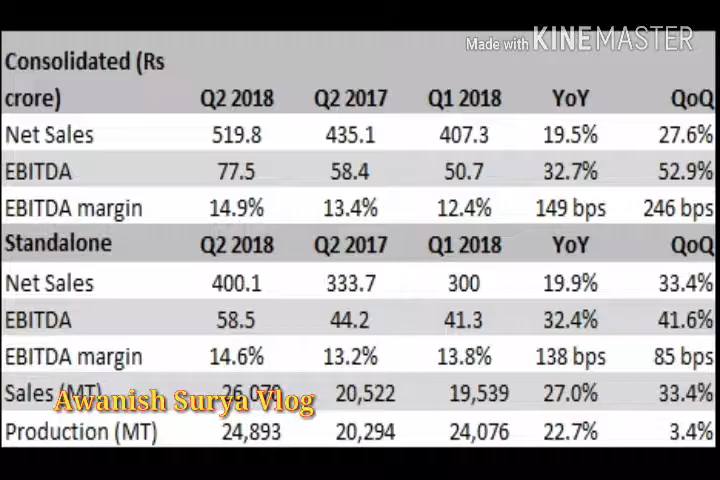 Made with KINEMASTER
Consolidated (Rs
crore) Q2 2018 Q2 2017 Q1 2018 YoY QoQ
Net Sales 519.8 435.1 407.3 19.5% 27.6%
EBITDA 77.5 58.4 50.7 32.7% 52.9%
EBITDA margin 14.9% 13.4% 12.4% 149 bps 246 bps
Standalone Q2 2018 Q2 2017 Q1 2018 YoY QoQ
Net Sales 400.1 333.7 300 19.9% 33.4%
EBITDA 58.5 44.2 41.3 32.4% 41.6%
EBITDA margin 14.6% 13.2% 13.8% 138 bps 85 bps
Sales (MT) 20,522 19,539 27.0% 33.4%
Awanish Surya Vlog
Production (MT) 24,893 20,294 24,076 22.7% 3.4%